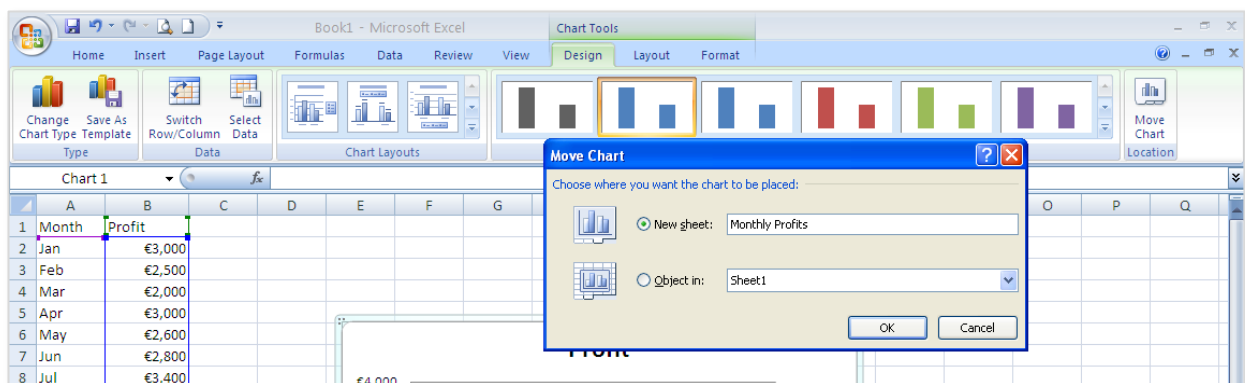 Book1 - Microsoft Excel
Chart Tools
Home Insert Page Layout Formulas Data Review View Design Layout Format
Change Chart Type
Save As Template
Switch Row/Column
Select Data
Move Chart
Type
Data
Chart Layouts
Location
Chart 1
fx
Move Chart
Choose where you want the chart to be placed:
New sheet: Monthly Profits
Object in: Sheet1
OK Cancel
A B C D E F G O P Q
1 Month Profit
2 Jan €3,000
3 Feb €2,500
4 Mar €2,000
5 Apr €3,000
6 May €2,600
7 Jun €2,800
8 Jul €3,400
Profit
€4,000